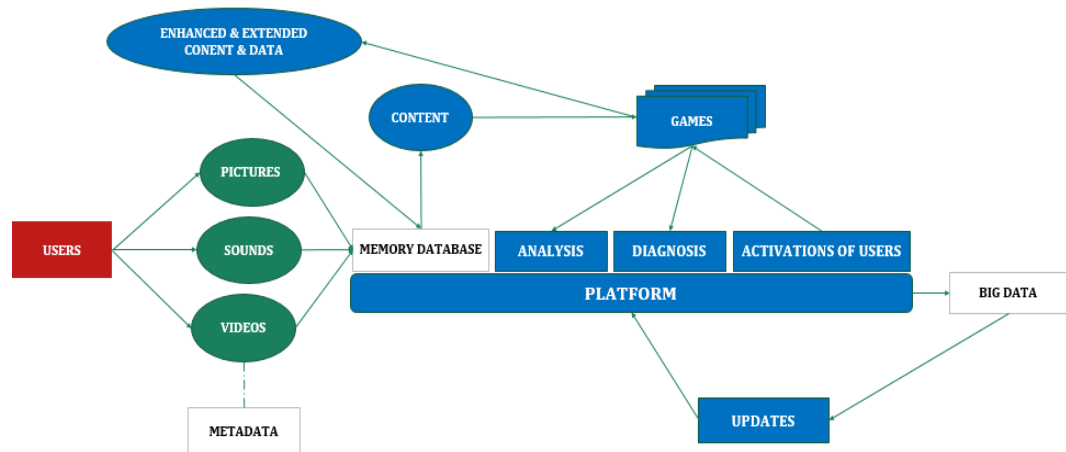 ENHANCED & EXTENDED
CONENT & DATA
CONTENT
GAMES
PICTURES
USERS
SOUNDS
MEMORY DATABASE
ANALYSIS
DIAGNOSIS
ACTIVATIONS OF USERS
PLATFORM
BIG DATA
VIDEOS
METADATA
UPDATES